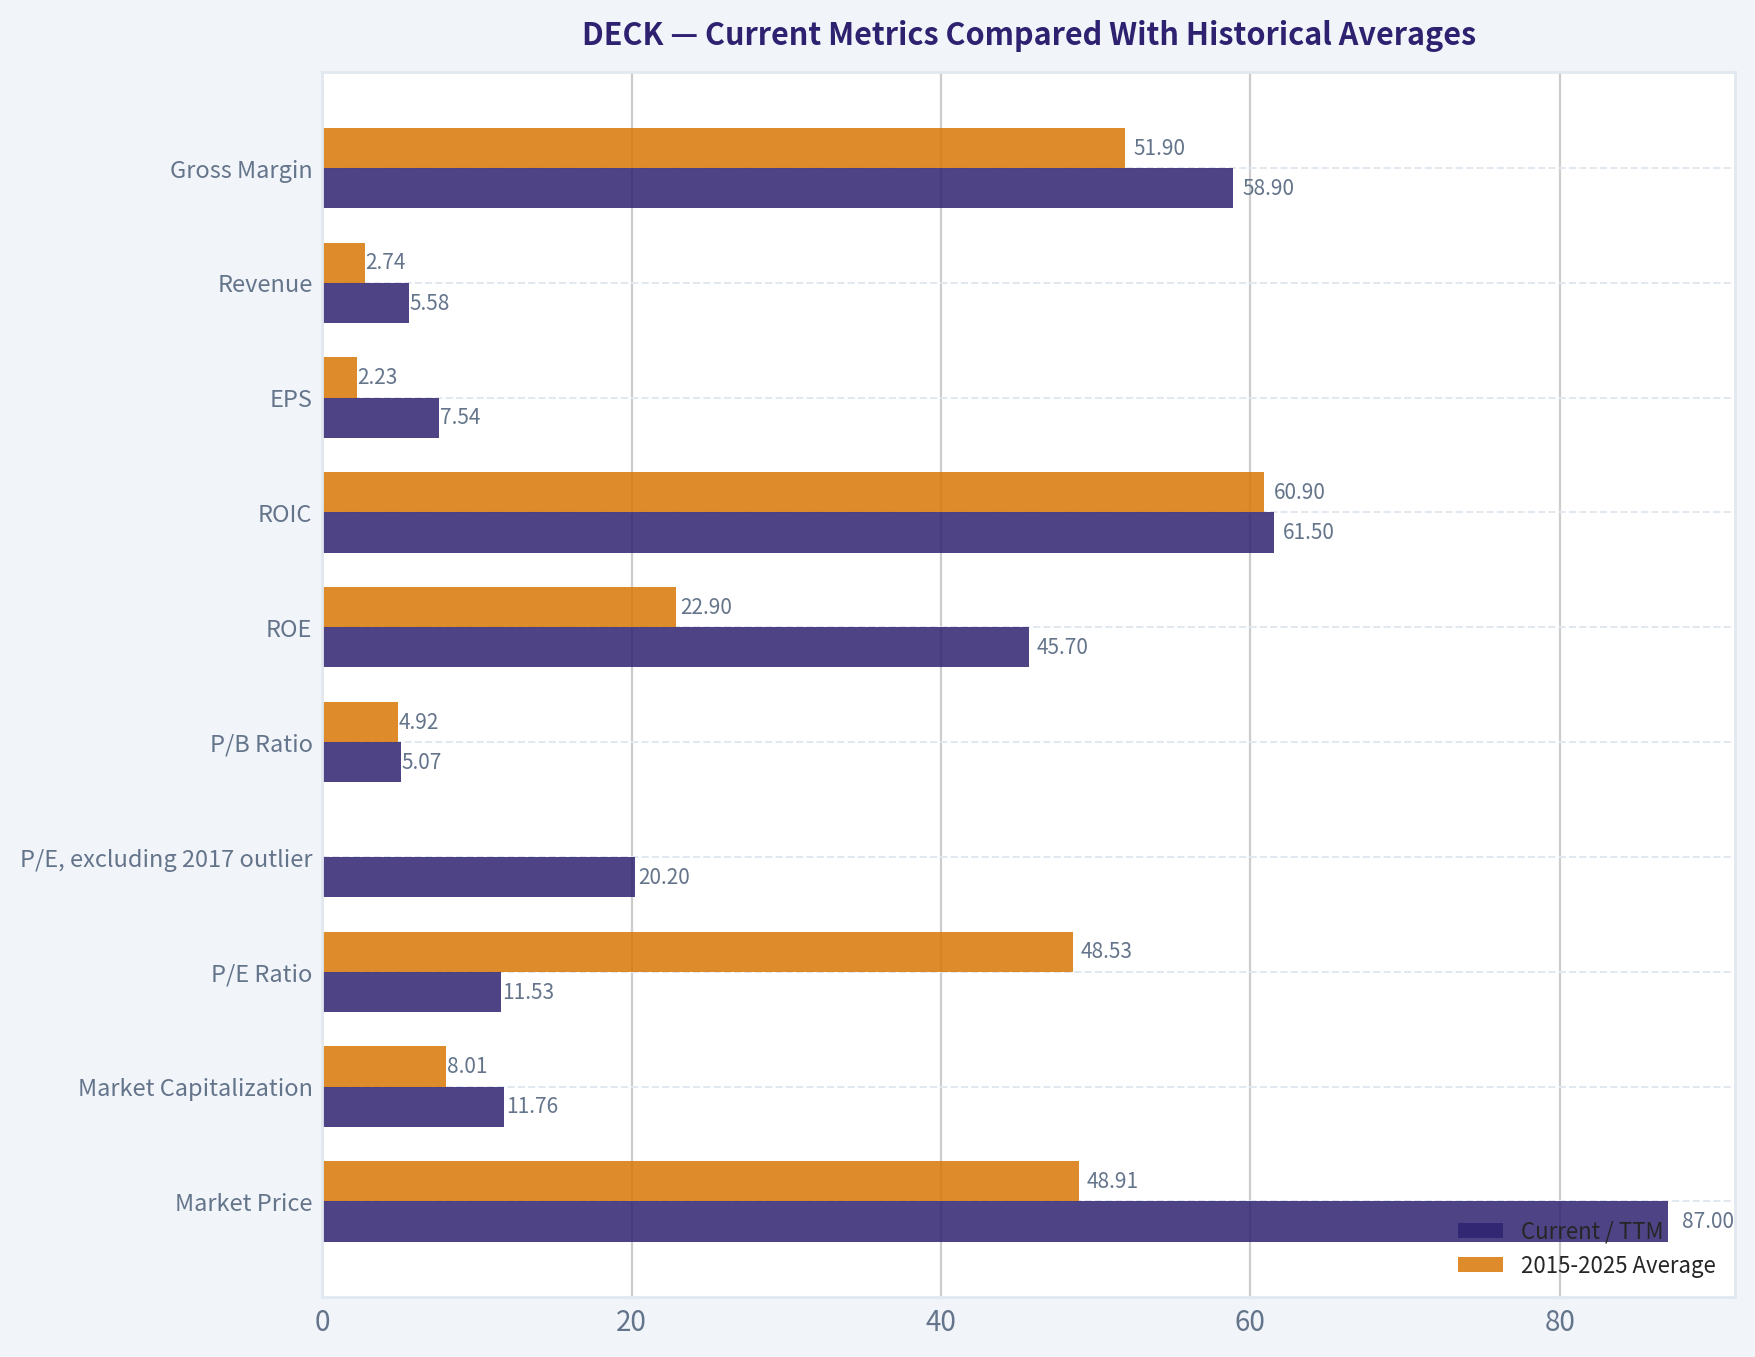 DECK — Current Metrics Compared With Historical Averages
Gross Margin
51.90
58.90
Revenue
2.74
5.58
EPS
2.23
7.54
ROIC
60.90
61.50
ROE
22.90
45.70
P/B Ratio
4.92
5.07
P/E, excluding 2017 outlier
20.20
P/E Ratio
48.53
11.53
Market Capitalization
8.01
11.76
Market Price
48.91
87.00
Current / TTM
2015-2025 Average
0 20 40 60 80